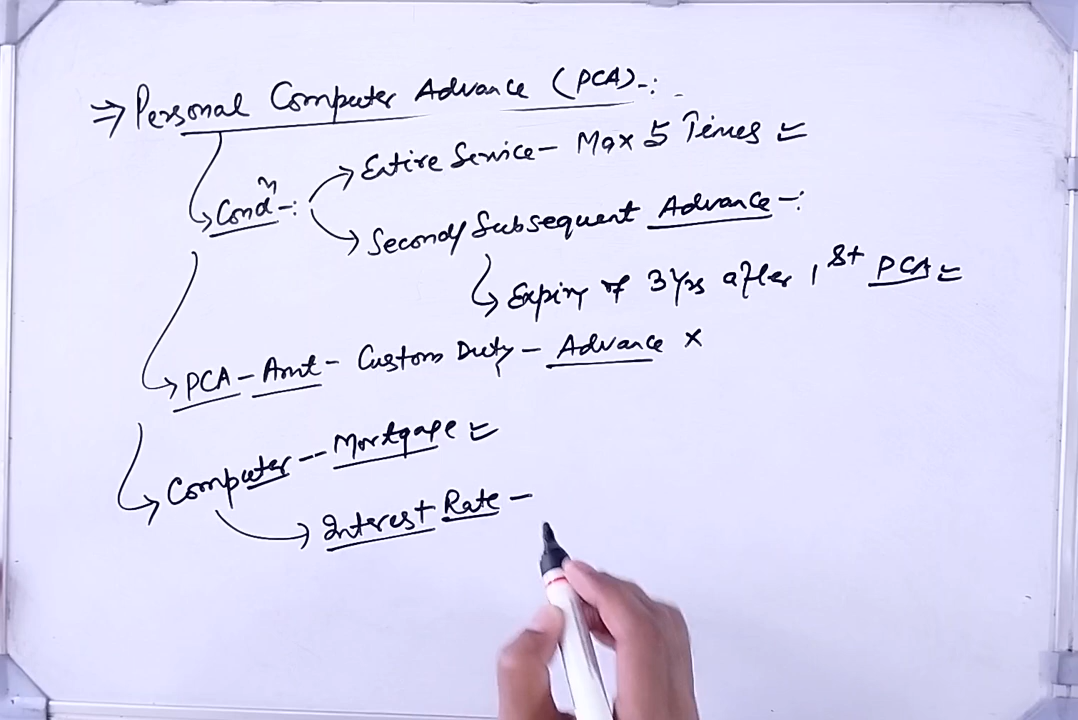 ⇒ Personal Computer Advance (PCA)-:
Condⁿ-: → Entire Service - Max 5 Times
→ Second/Subsequent Advance -:
→ Expiry of 3 Yrs after 1st PCA
→ PCA - Amt - Custom Duty - Advance ×
→ Computer -- Mortgage
→ Interest Rate -